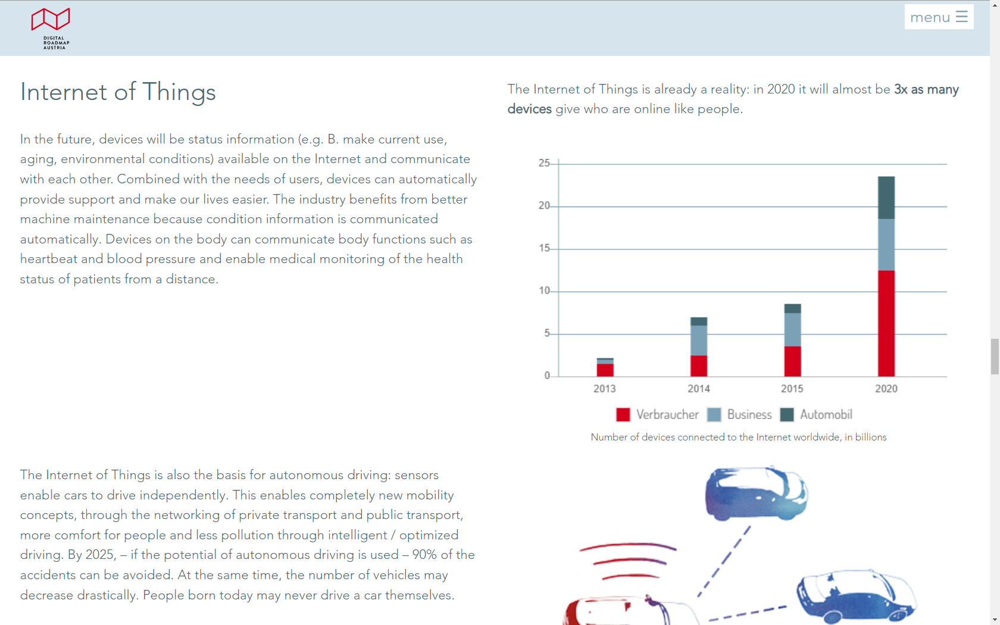 DIGITAL
ROADMAP
AUSTRIA
menu ☰
Internet of Things
In the future, devices will be status information (e.g. B. make current use,
aging, environmental conditions) available on the Internet and communicate
with each other. Combined with the needs of users, devices can automatically
provide support and make our lives easier. The industry benefits from better
machine maintenance because condition information is communicated
automatically. Devices on the body can communicate body functions such as
heartbeat and blood pressure and enable medical monitoring of the health
status of patients from a distance.
The Internet of Things is already a reality: in 2020 it will almost be 3x as many
devices give who are online like people.
25
20
15
10
5
0
2013 2014 2015 2020
Verbraucher Business Automobil
Number of devices connected to the Internet worldwide, in billions
The Internet of Things is also the basis for autonomous driving: sensors
enable cars to drive independently. This enables completely new mobility
concepts, through the networking of private transport and public transport,
more comfort for people and less pollution through intelligent / optimized
driving. By 2025, – if the potential of autonomous driving is used – 90% of the
accidents can be avoided. At the same time, the number of vehicles may
decrease drastically. People born today may never drive a car themselves.